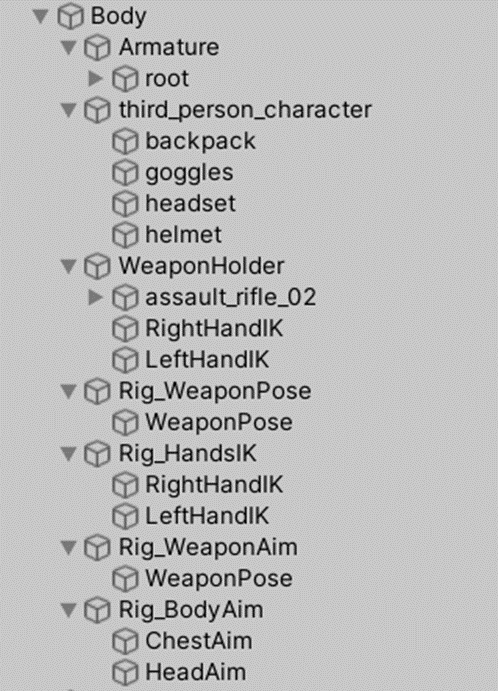 Body
Armature
root
third_person_character
backpack
goggles
headset
helmet
WeaponHolder
assault_rifle_02
RightHandIK
LeftHandIK
Rig_WeaponPose
WeaponPose
Rig_HandsIK
RightHandIK
LeftHandIK
Rig_WeaponAim
WeaponPose
Rig_BodyAim
ChestAim
HeadAim